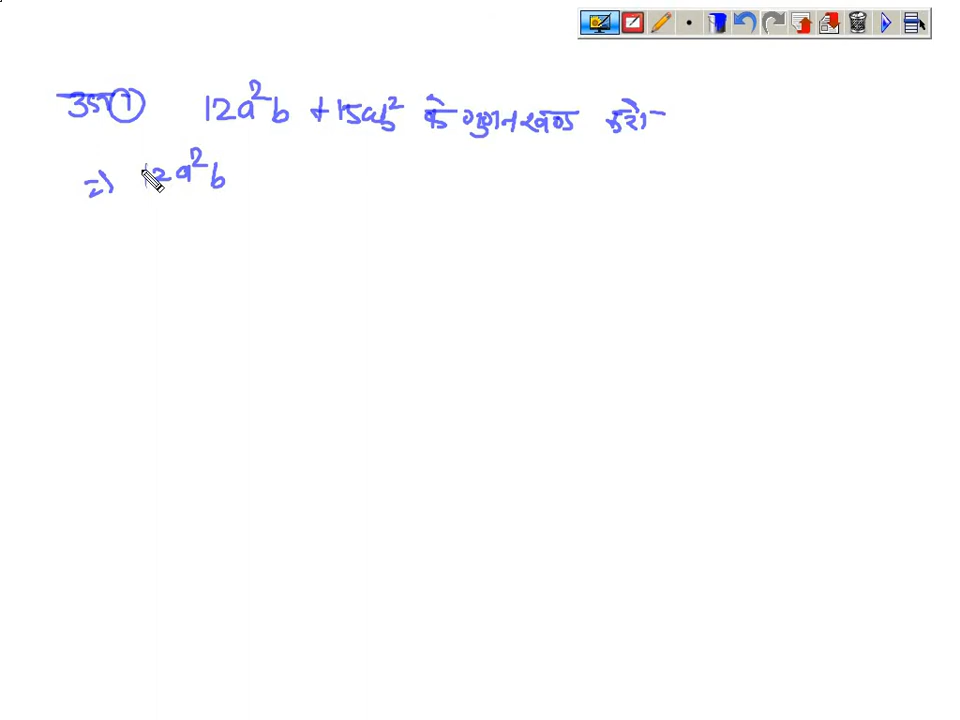 उदा ① 12a²b + 15ab² के गुणनखण्ड करो -
⇒ 12a²b